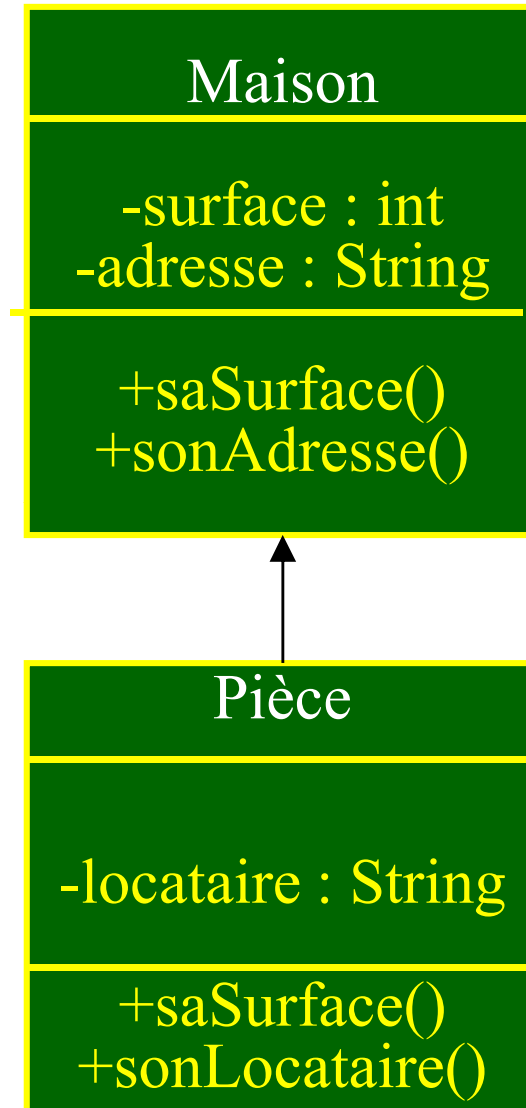 Maison
-surface : int
-adresse : String
+saSurface()
+sonAdresse()
Pièce
-locataire : String
+saSurface()
+sonLocataire()